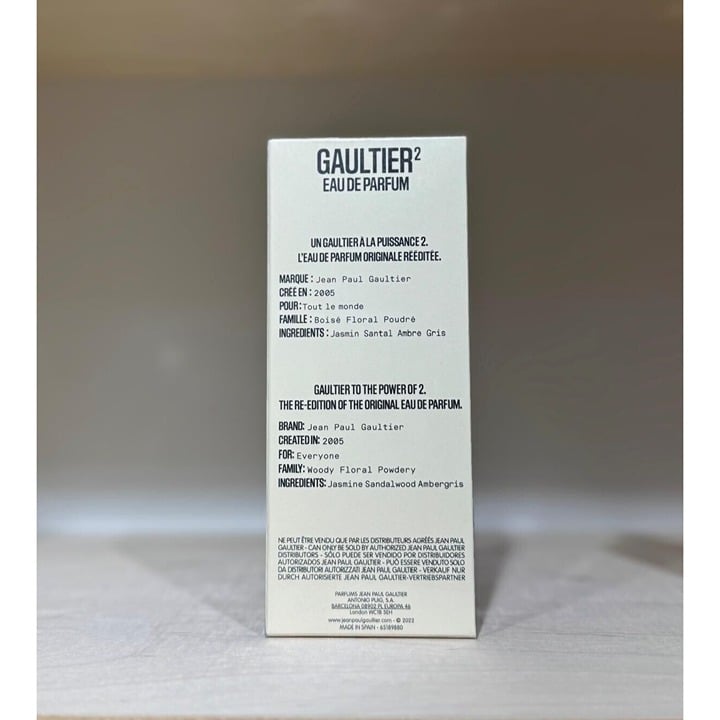 GAULTIER²
EAU DE PARFUM
UN GAULTIER À LA PUISSANCE 2.
L'EAU DE PARFUM ORIGINALE RÉÉDITÉE.
MARQUE : Jean Paul Gaultier
CRÉÉ EN : 2005
POUR : Tout le monde
FAMILLE : Boisé Floral Poudré
INGREDIENTS : Jasmin Santal Ambre Gris
GAULTIER TO THE POWER OF 2.
THE RE-EDITION OF THE ORIGINAL EAU DE PARFUM.
BRAND: Jean Paul Gaultier
CREATED IN: 2005
FOR: Everyone
FAMILY: Woody Floral Powdery
INGREDIENTS: Jasmine Sandalwood Ambergris
NE PEUT ÊTRE VENDU QUE PAR LES DISTRIBUTEURS AGRÉÉS JEAN PAUL
GAULTIER - CAN ONLY BE SOLD BY AUTHORIZED JEAN PAUL GAULTIER
DISTRIBUTORS - SÓLO PUEDE SER VENDIDO POR DISTRIBUIDORES
AUTORIZADOS JEAN PAUL GAULTIER - PUÒ ESSERE VENDUTO SOLO
DA DISTRIBUTORI AUTORIZZATI JEAN PAUL GAULTIER - VERKAUF NUR
DURCH AUTORISIERTE JEAN PAUL GAULTIER-VERTRIEBSPARTNER
PARFUMS JEAN PAUL GAULTIER
ANTONIO PUIG, S.A.
BARCELONA 08902 PL EUROPA 46
London WC1B 5EH
www.jeanpaulgaultier.com - © 2022
MADE IN SPAIN - 65189880